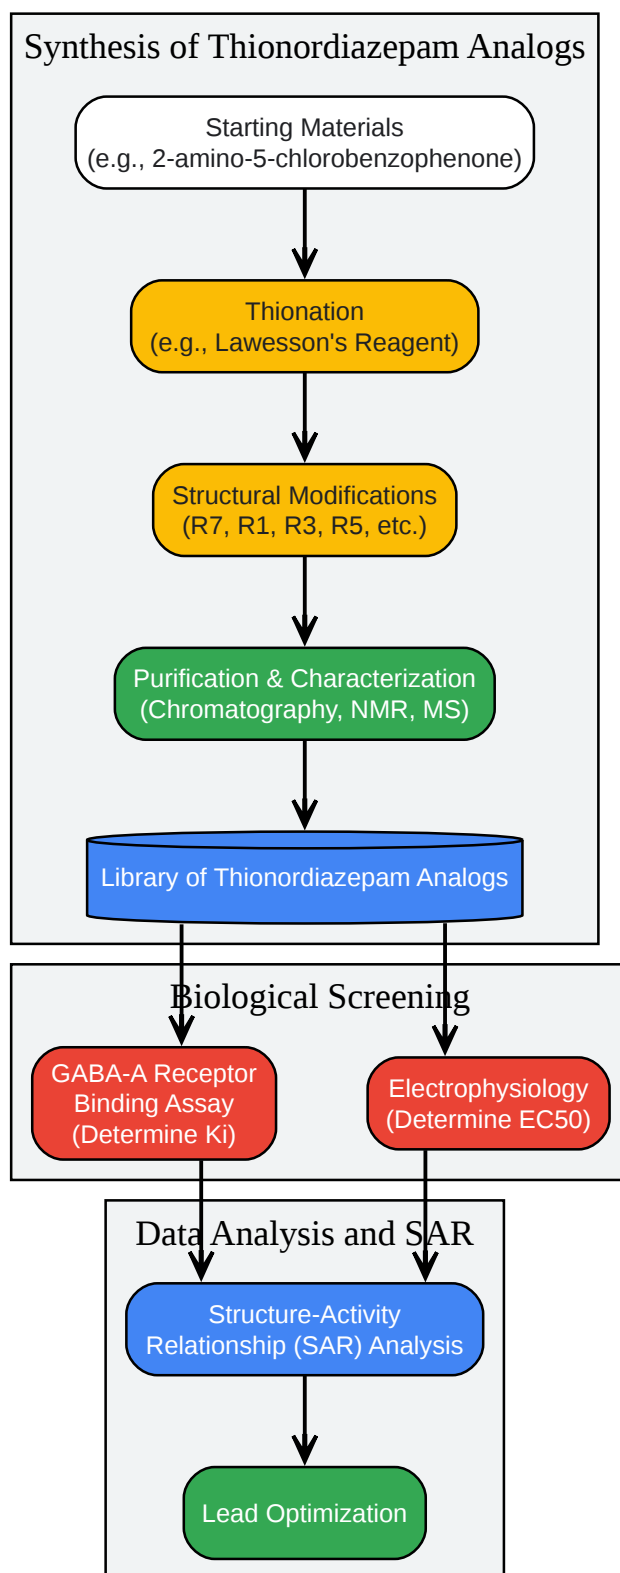 Synthesis of Thionordiazepam Analogs
Starting Materials
(e.g., 2-amino-5-chlorobenzophenone)
Thionation
(e.g., Lawesson's Reagent)
Structural Modifications
(R7, R1, R3, R5, etc.)
Purification & Characterization
(Chromatography, NMR, MS)
Library of Thionordiazepam Analogs
Biological Screening
GABA-A Receptor
Binding Assay
(Determine Ki)
Electrophysiology
(Determine EC50)
Data Analysis and SAR
Structure-Activity
Relationship (SAR) Analysis
Lead Optimization